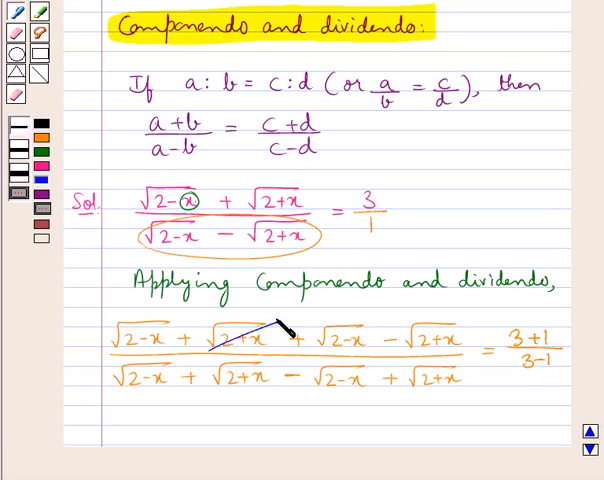 Componendo and dividendo:
If a : b = c : d (or a/b = c/d), then
(a+b)/(a-b) = (c+d)/(c-d)
Sol. (√(2-x) + √(2+x))/(√(2-x) - √(2+x)) = 3/1
Applying Componendo and dividendo,
(√(2-x) + √(2+x) + √(2-x) - √(2+x))/(√(2-x) + √(2+x) - √(2-x) + √(2+x)) = (3+1)/(3-1)